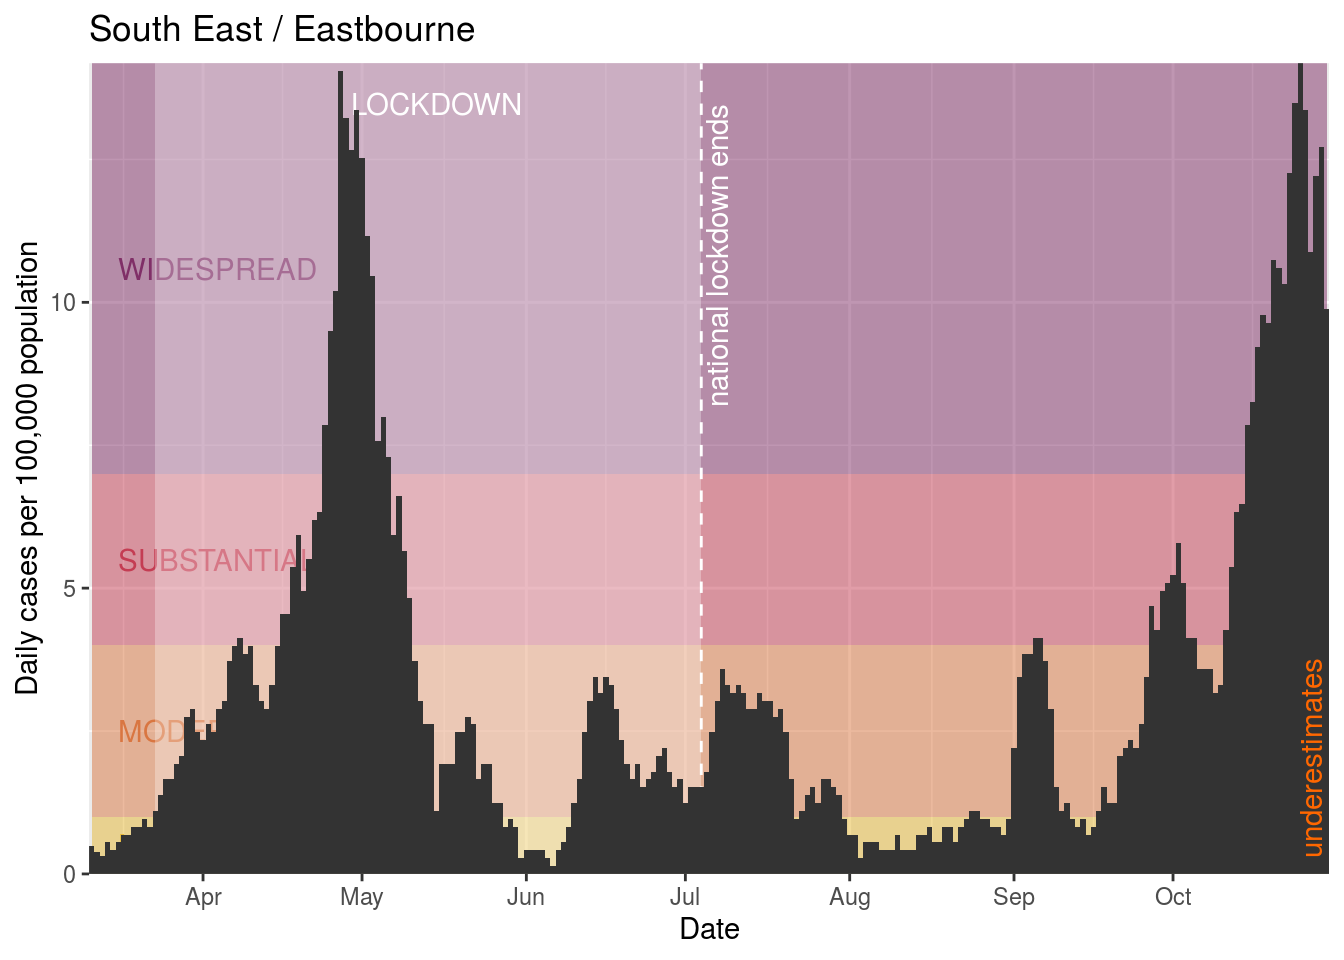 South East / Eastbourne
Daily cases per 100,000 population
10
5
0
LOCKDOWN
WIDESPREAD
SUBSTANTIAL
national lockdown ends
underestimates
Apr May Jun Jul Aug Sep Oct
Date